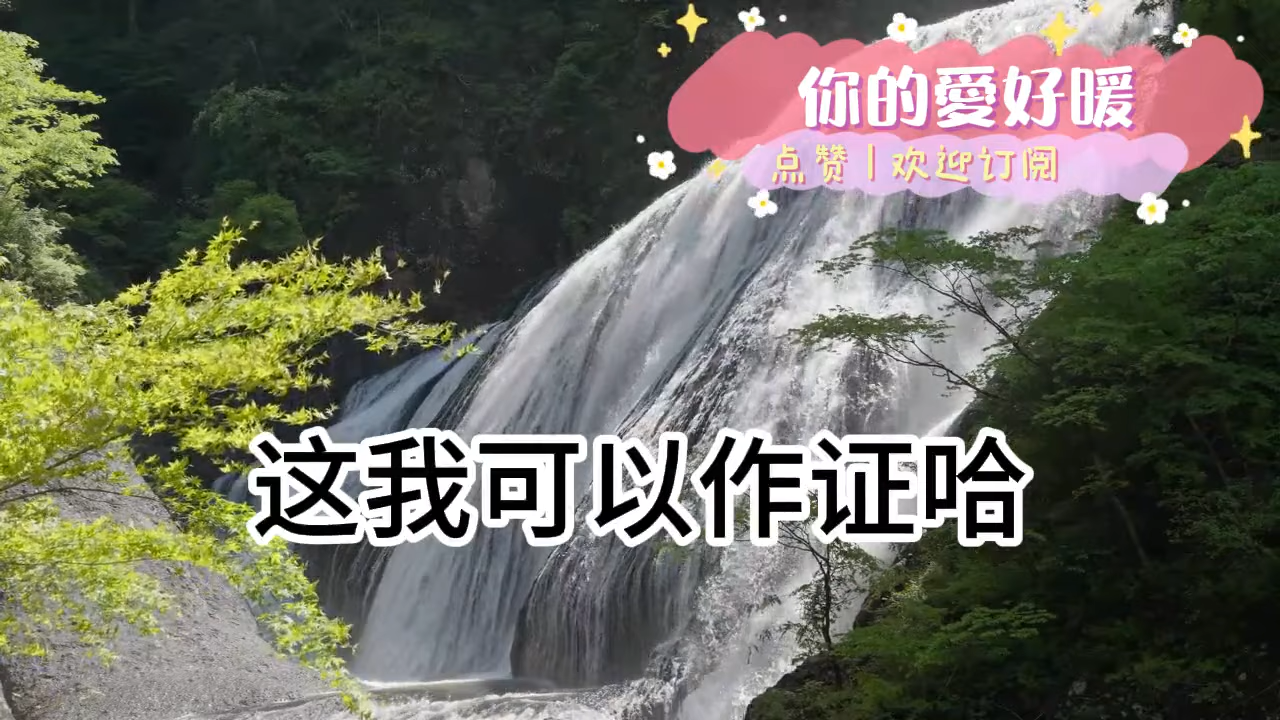 你的愛好暖
点赞 | 欢迎订阅
这我可以作证哈